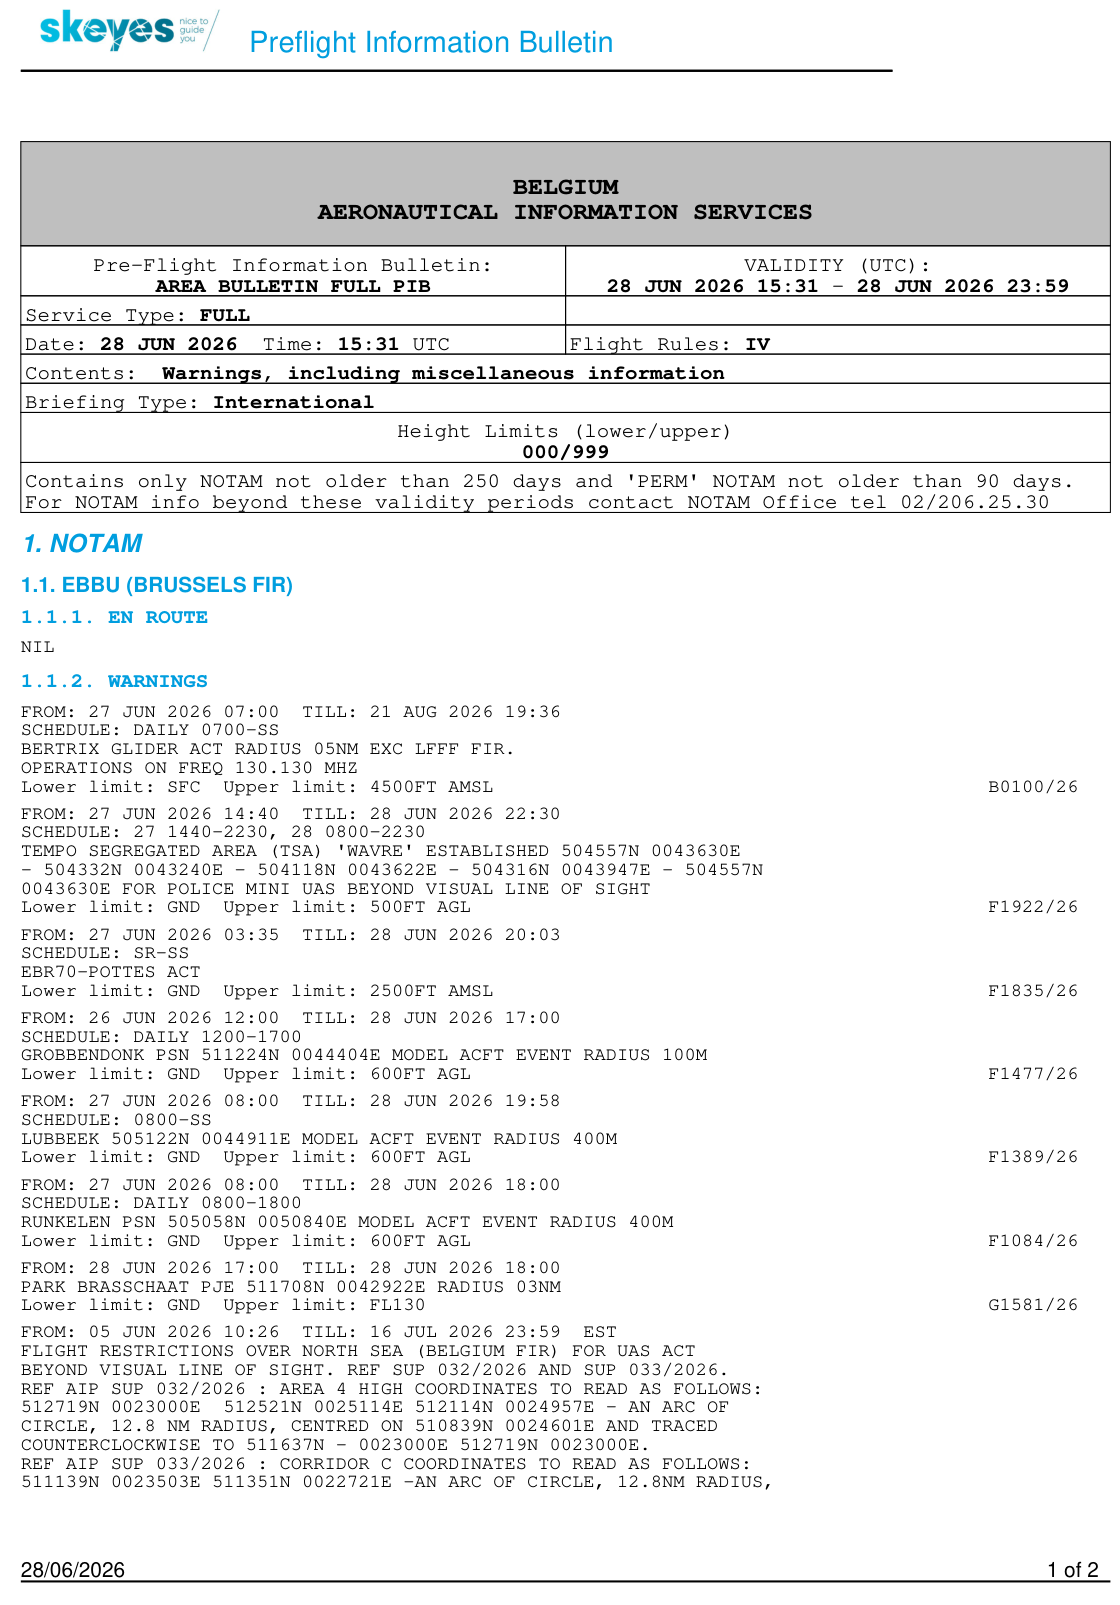 skeyes nice to guide you
Preflight Information Bulletin
BELGIUM
AERONAUTICAL INFORMATION SERVICES
Pre-Flight Information Bulletin:
AREA BULLETIN FULL PIB
VALIDITY (UTC):
28 JUN 2026 15:31 - 28 JUN 2026 23:59
Service Type: FULL
Date: 28 JUN 2026  Time: 15:31 UTC
Flight Rules: IV
Contents:  Warnings, including miscellaneous information
Briefing Type: International
Height Limits (lower/upper)
000/999
Contains only NOTAM not older than 250 days and 'PERM' NOTAM not older than 90 days.
For NOTAM info beyond these validity periods contact NOTAM Office tel 02/206.25.30
1. NOTAM
1.1. EBBU (BRUSSELS FIR)
1.1.1. EN ROUTE
NIL
1.1.2. WARNINGS
FROM: 27 JUN 2026 07:00  TILL: 21 AUG 2026 19:36
SCHEDULE: DAILY 0700-SS
BERTRIX GLIDER ACT RADIUS 05NM EXC LFFF FIR.
OPERATIONS ON FREQ 130.130 MHZ
Lower limit: SFC  Upper limit: 4500FT AMSL B0100/26
FROM: 27 JUN 2026 14:40  TILL: 28 JUN 2026 22:30
SCHEDULE: 27 1440-2230, 28 0800-2230
TEMPO SEGREGATED AREA (TSA) 'WAVRE' ESTABLISHED 504557N 0043630E
- 504332N 0043240E - 504118N 0043622E - 504316N 0043947E - 504557N
0043630E FOR POLICE MINI UAS BEYOND VISUAL LINE OF SIGHT
Lower limit: GND  Upper limit: 500FT AGL F1922/26
FROM: 27 JUN 2026 03:35  TILL: 28 JUN 2026 20:03
SCHEDULE: SR-SS
EBR70-POTTES ACT
Lower limit: GND  Upper limit: 2500FT AMSL F1835/26
FROM: 26 JUN 2026 12:00  TILL: 28 JUN 2026 17:00
SCHEDULE: DAILY 1200-1700
GROBBENDONK PSN 511224N 0044404E MODEL ACFT EVENT RADIUS 100M
Lower limit: GND  Upper limit: 600FT AGL F1477/26
FROM: 27 JUN 2026 08:00  TILL: 28 JUN 2026 19:58
SCHEDULE: 0800-SS
LUBBEEK 505122N 0044911E MODEL ACFT EVENT RADIUS 400M
Lower limit: GND  Upper limit: 600FT AGL F1389/26
FROM: 27 JUN 2026 08:00  TILL: 28 JUN 2026 18:00
SCHEDULE: DAILY 0800-1800
RUNKELEN PSN 505058N 0050840E MODEL ACFT EVENT RADIUS 400M
Lower limit: GND  Upper limit: 600FT AGL F1084/26
FROM: 28 JUN 2026 17:00  TILL: 28 JUN 2026 18:00
PARK BRASSCHAAT PJE 511708N 0042922E RADIUS 03NM
Lower limit: GND  Upper limit: FL130 G1581/26
FROM: 05 JUN 2026 10:26  TILL: 16 JUL 2026 23:59  EST
FLIGHT RESTRICTIONS OVER NORTH SEA (BELGIUM FIR) FOR UAS ACT
BEYOND VISUAL LINE OF SIGHT. REF SUP 032/2026 AND SUP 033/2026.
REF AIP SUP 032/2026 : AREA 4 HIGH COORDINATES TO READ AS FOLLOWS:
512719N 0023000E  512521N 0025114E 512114N 0024957E - AN ARC OF
CIRCLE, 12.8 NM RADIUS, CENTRED ON 510839N 0024601E AND TRACED
COUNTERCLOCKWISE TO 511637N - 0023000E 512719N 0023000E.
REF AIP SUP 033/2026 : CORRIDOR C COORDINATES TO READ AS FOLLOWS:
511139N 0023503E 511351N 0022721E -AN ARC OF CIRCLE, 12.8NM RADIUS,
28/06/2026
1 of 2